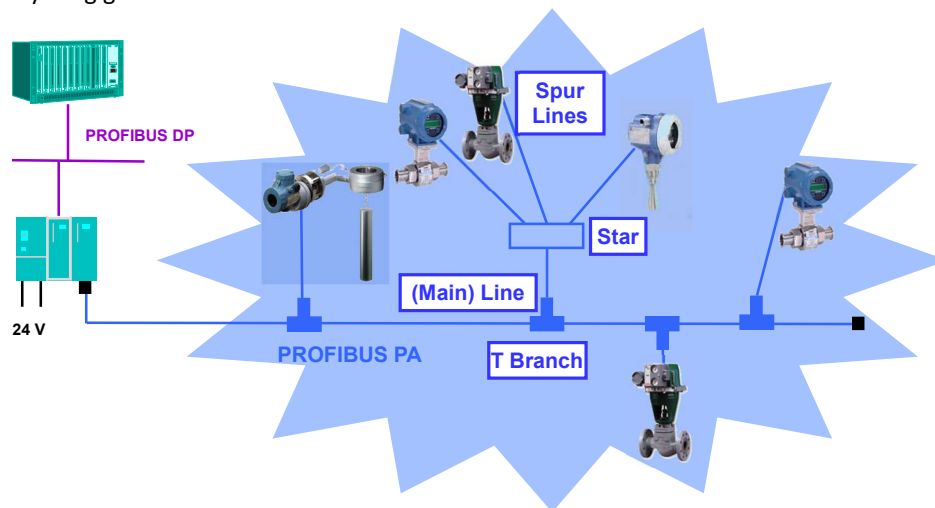 PROFIBUS DP
Spur
Lines
Star
(Main) Line
24 V
PROFIBUS PA
T Branch